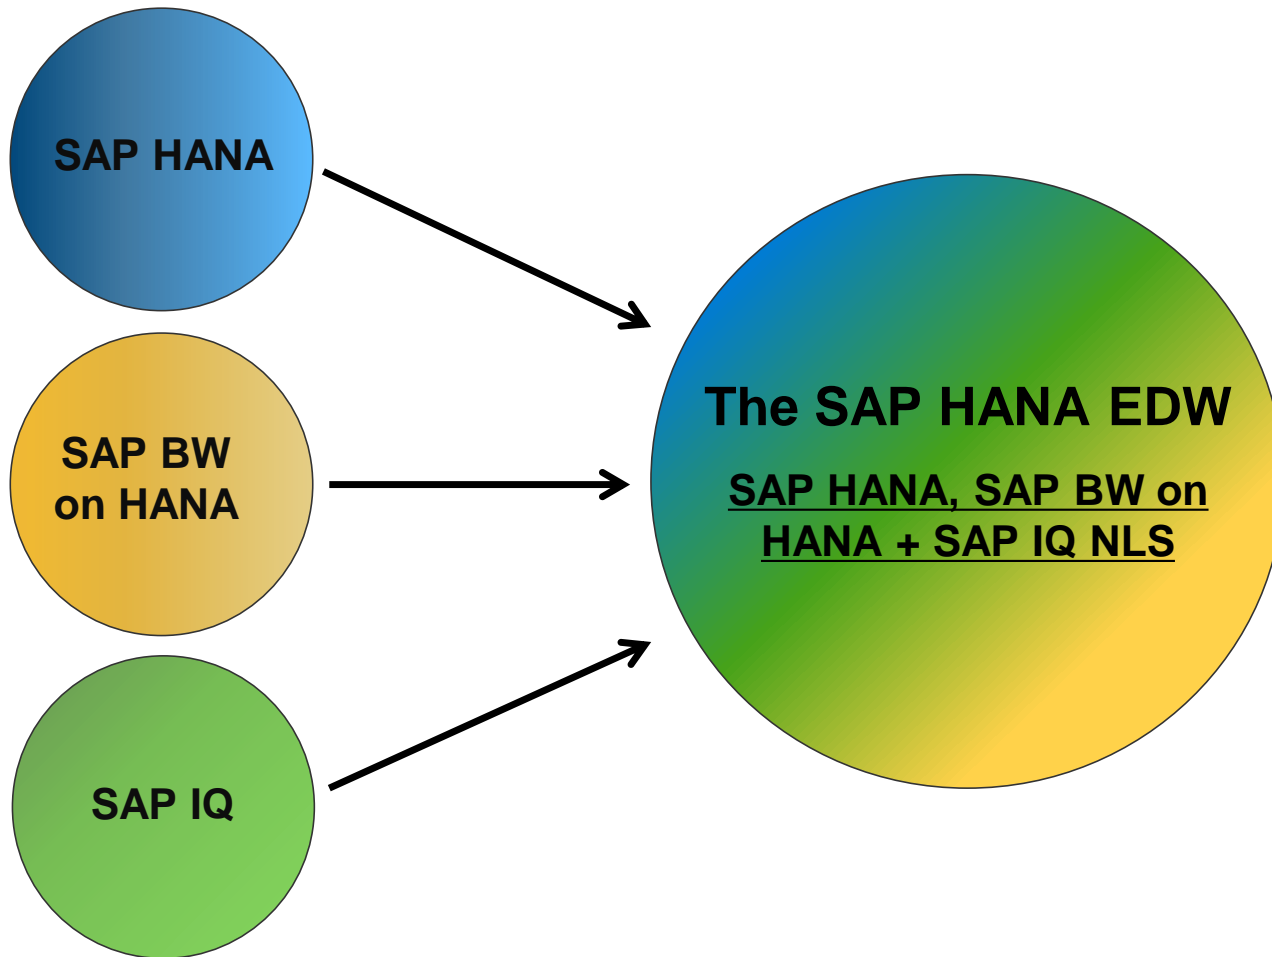 SAP HANA
SAP BW
on HANA
SAP IQ
The SAP HANA EDW
SAP HANA, SAP BW on
HANA + SAP IQ NLS